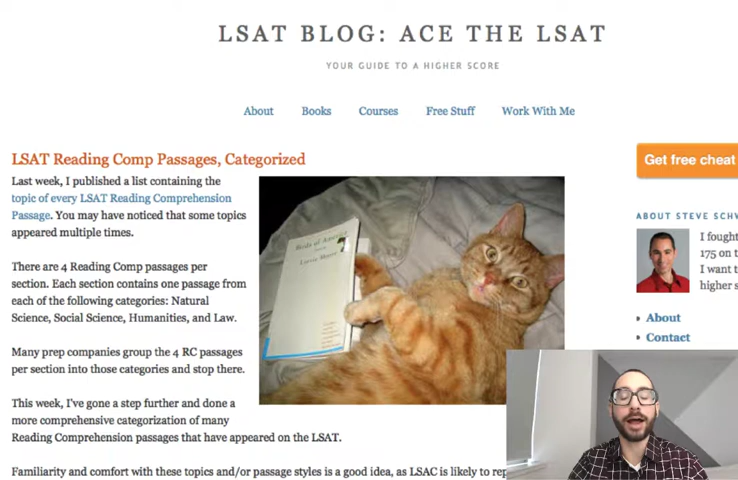 LSAT BLOG: ACE THE LSAT
YOUR GUIDE TO A HIGHER SCORE
About Books Courses Free Stuff Work With Me
LSAT Reading Comp Passages, Categorized
Last week, I published a list containing the
topic of every LSAT Reading Comprehension
Passage. You may have noticed that some topics
appeared multiple times.
There are 4 Reading Comp passages per
section. Each section contains one passage from
each of the following categories: Natural
Science, Social Science, Humanities, and Law.
Many prep companies group the 4 RC passages
per section into those categories and stop there.
This week, I've gone a step further and done a
more comprehensive categorization of many
Reading Comprehension passages that have appeared on the LSAT.
Familiarity and comfort with these topics and/or passage styles is a good idea, as LSAC is likely to rep
Birds of America
Lorrie Moore
Get free cheat
ABOUT STEVE SCHW
I fough
175 on t
I want t
higher s
About
Contact